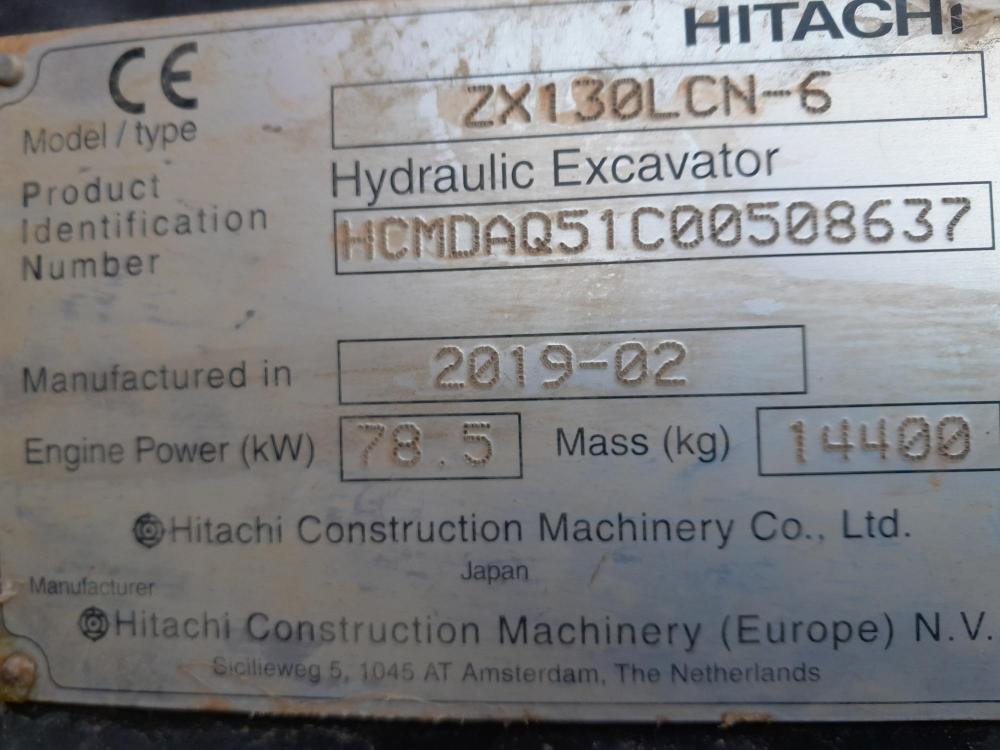 HITACHI
CE
Model / type ZX130LCN-6
Hydraulic Excavator
Product
Identification
Number
HCMDAQ51C00508637
Manufactured in 2019-02
Engine Power (kW) 78.5 Mass (kg) 14400
Hitachi Construction Machinery Co., Ltd.
Japan
Manufacturer
Hitachi Construction Machinery (Europe) N.V.
Sicilieweg 5, 1045 AT Amsterdam, The Netherlands